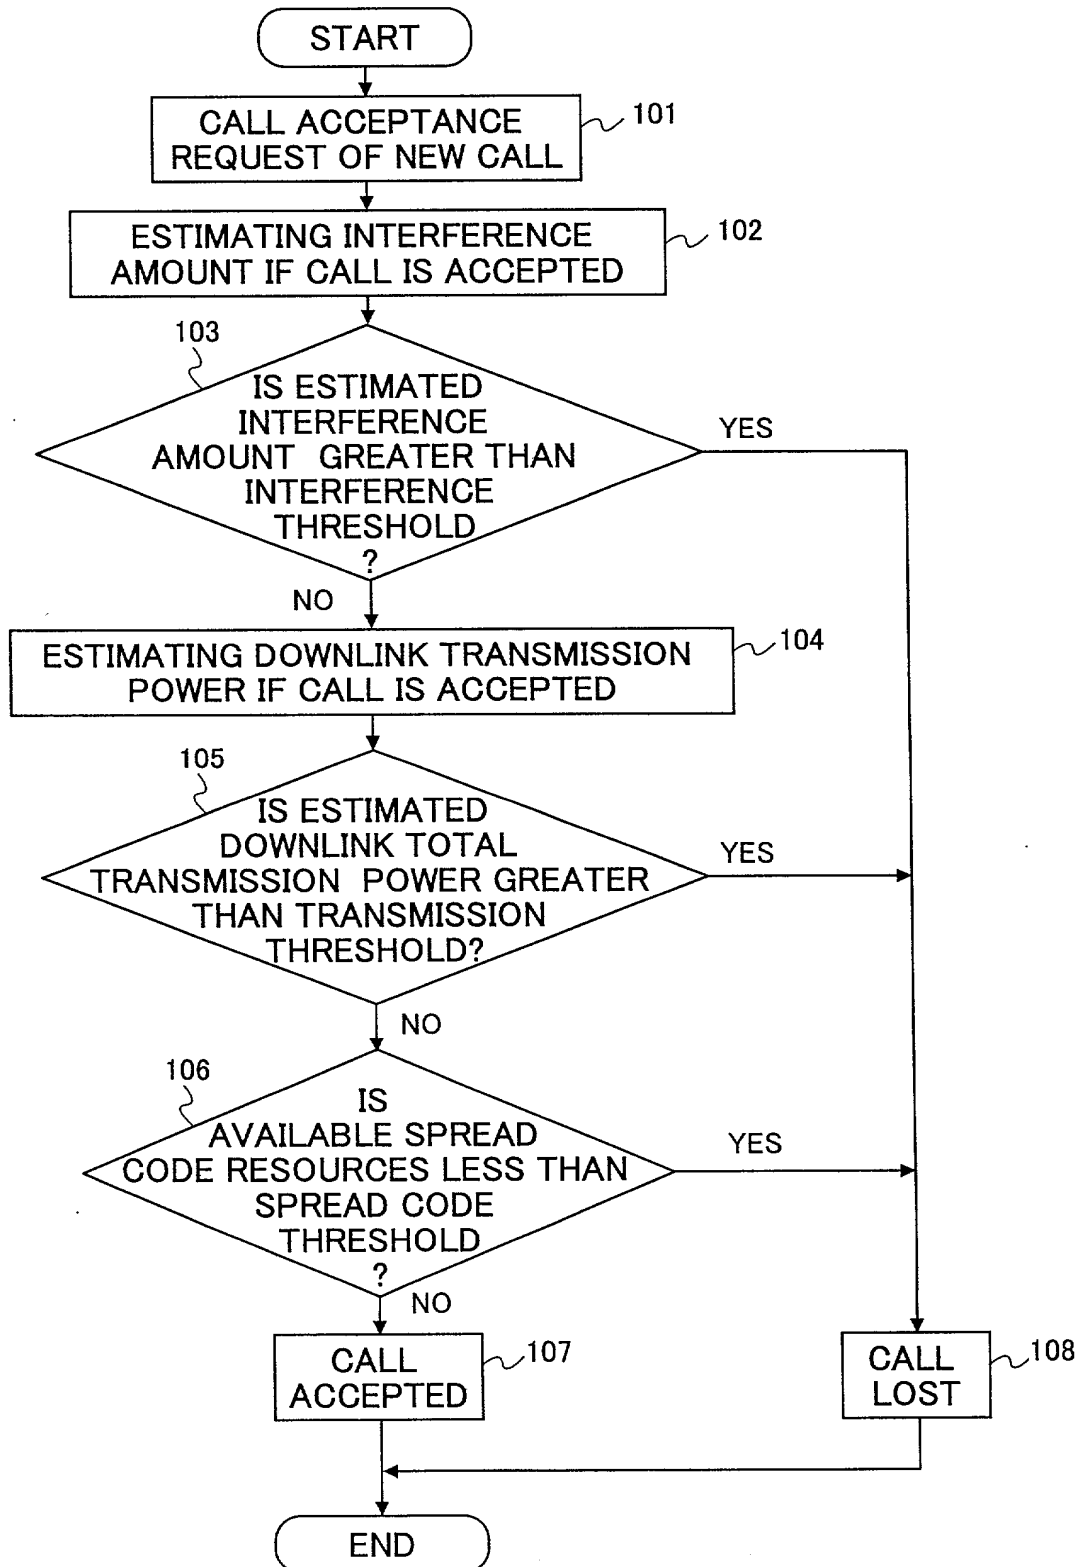 START
CALL ACCEPTANCE
REQUEST OF NEW CALL
101
ESTIMATING INTERFERENCE
AMOUNT IF CALL IS ACCEPTED
102
103
IS ESTIMATED
INTERFERENCE
AMOUNT GREATER THAN
INTERFERENCE
THRESHOLD
?
YES
NO
ESTIMATING DOWNLINK TRANSMISSION
POWER IF CALL IS ACCEPTED
104
105
IS ESTIMATED
DOWNLINK TOTAL
TRANSMISSION POWER GREATER
THAN TRANSMISSION
THRESHOLD?
YES
NO
106
IS
AVAILABLE SPREAD
CODE RESOURCES LESS THAN
SPREAD CODE
THRESHOLD
?
YES
NO
CALL
ACCEPTED
107
CALL
LOST
108
END